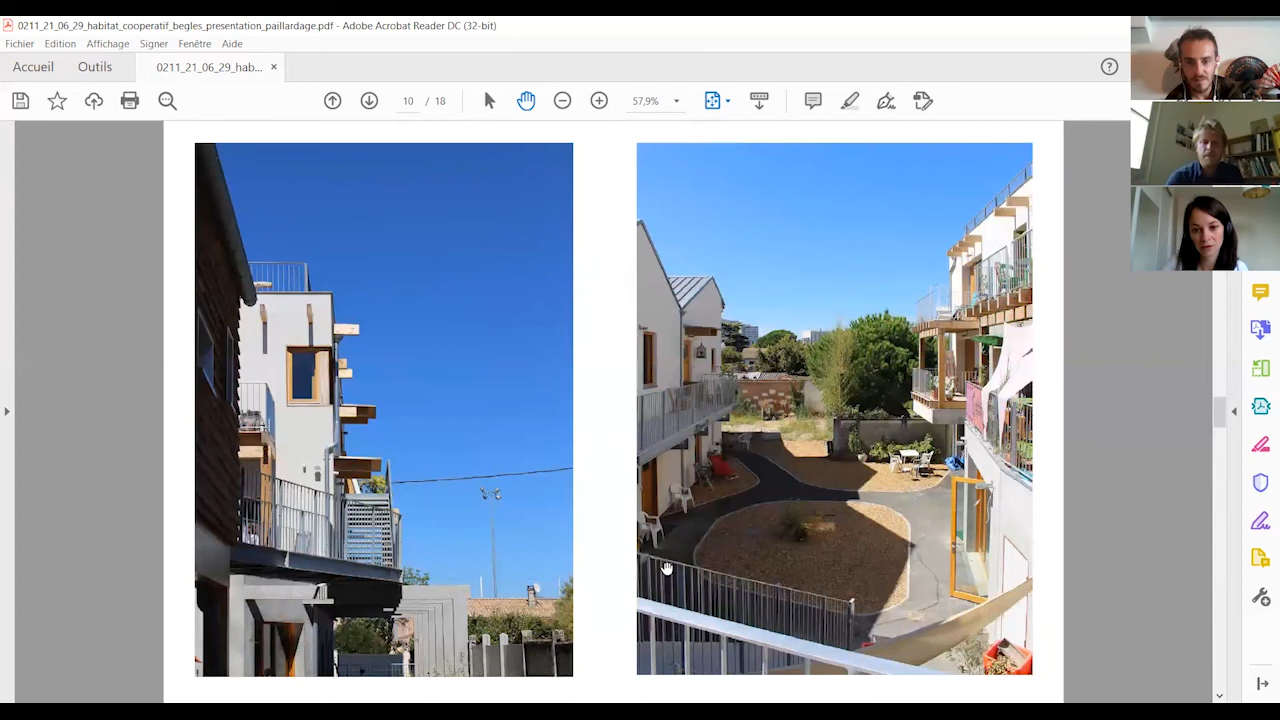 0211_21_06_29_habitat_cooperatif_begles_presentation_paillardage.pdf - Adobe Acrobat Reader DC (32-bit)
Fichier Edition Affichage Signer Fenêtre Aide
Accueil Outils 0211_21_06_29_hab... ×
10 / 18 57,9%